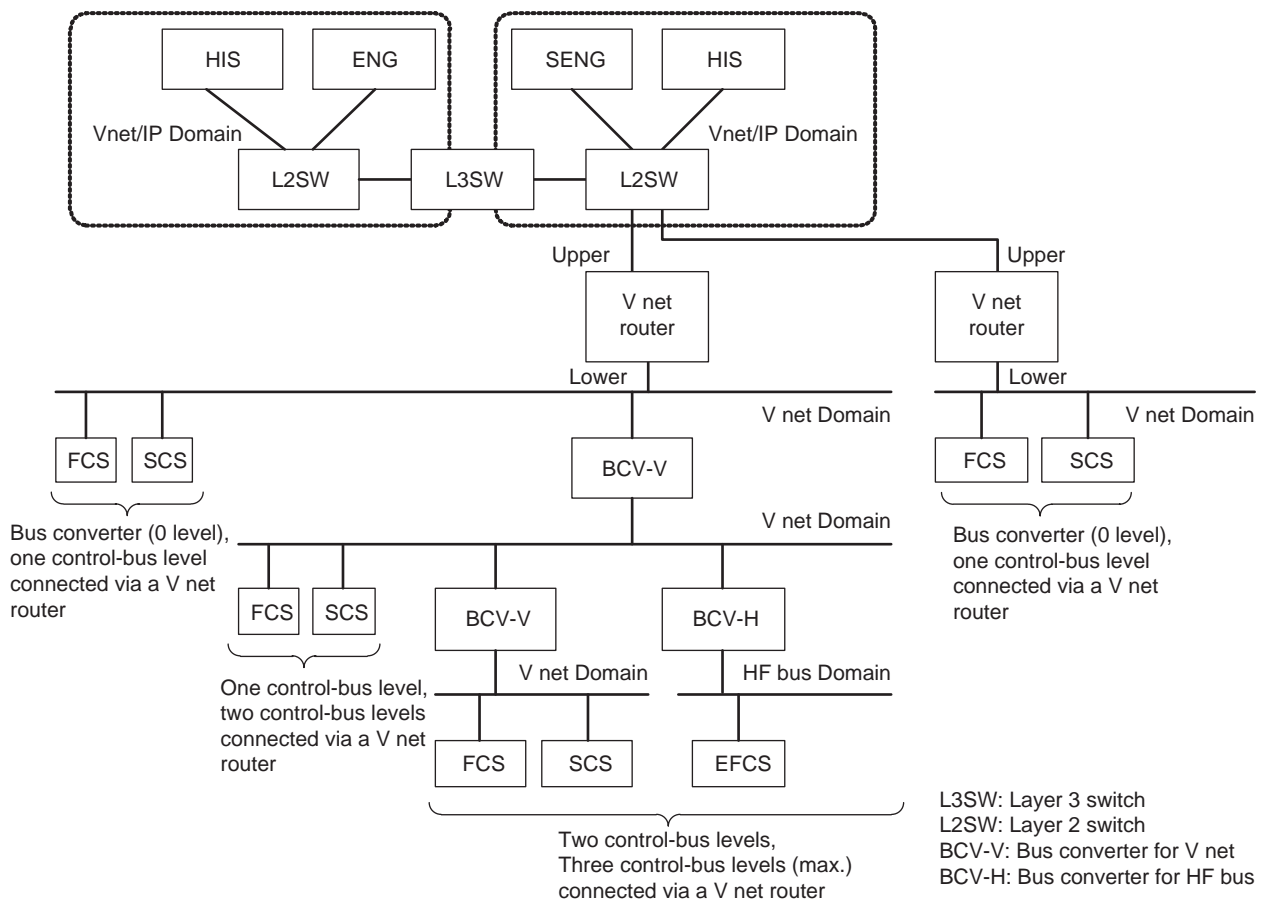 HIS
ENG
SENG
HIS
Vnet/IP Domain
Vnet/IP Domain
L2SW
L3SW
L2SW
Upper
Upper
V net
router
V net
router
Lower
Lower
V net Domain
V net Domain
FCS
SCS
BCV-V
FCS
SCS
Bus converter (0 level),
one control-bus level
connected via a V net
router
V net Domain
Bus converter (0 level),
one control-bus level
connected via a V net
router
FCS
SCS
BCV-V
BCV-H
V net Domain
HF bus Domain
One control-bus level,
two control-bus levels
connected via a V net
router
FCS
SCS
EFCS
Two control-bus levels,
Three control-bus levels (max.)
connected via a V net router
L3SW: Layer 3 switch
L2SW: Layer 2 switch
BCV-V: Bus converter for V net
BCV-H: Bus converter for HF bus